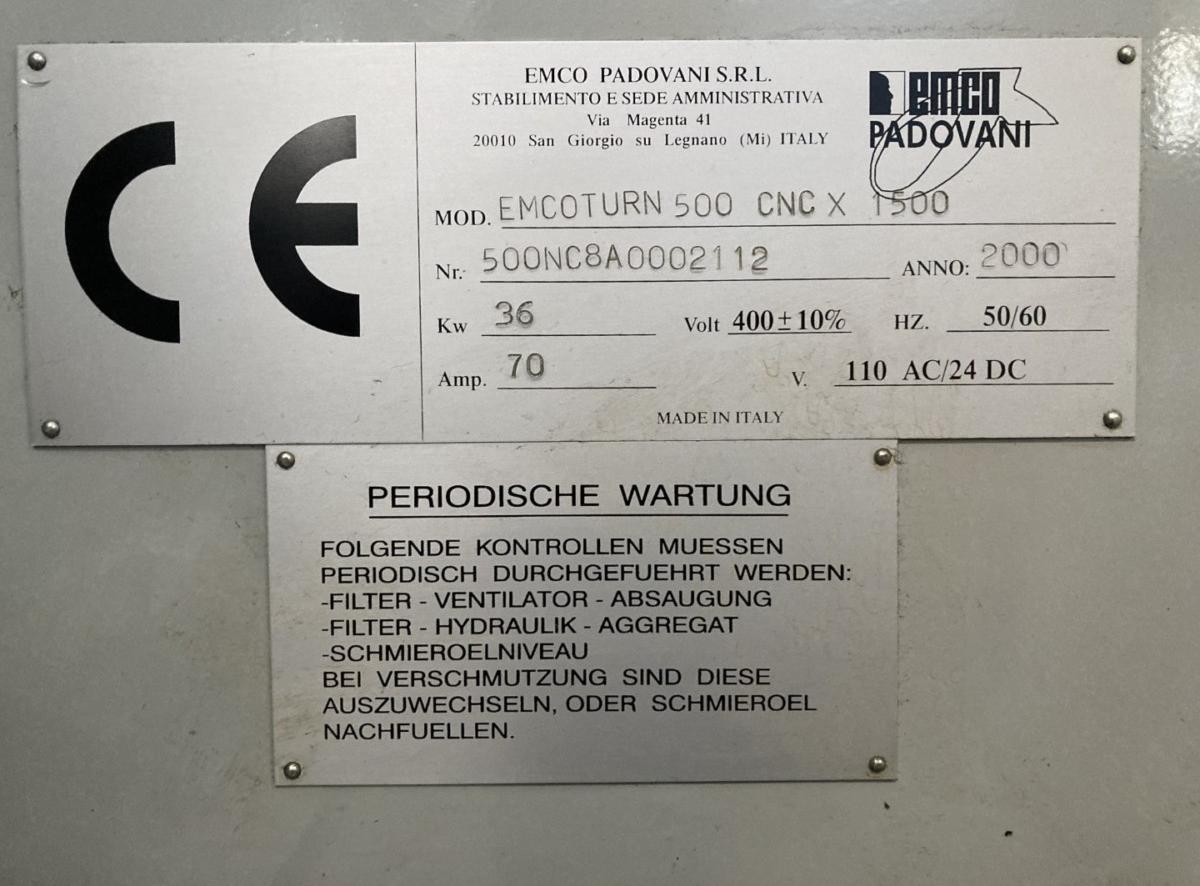 CE
EMCO PADOVANI S.R.L.
STABILIMENTO E SEDE AMMINISTRATIVA
Via Magenta 41
20010 San Giorgio su Legnano (Mi) ITALY
emco
PADOVANI
MOD. EMCOTURN 500 CNC X 1500
Nr. 500NC8A0002112 ANNO: 2000
Kw 36 Volt 400±10% HZ. 50/60
Amp. 70 V. 110 AC/24 DC
MADE IN ITALY
PERIODISCHE WARTUNG
FOLGENDE KONTROLLEN MUESSEN
PERIODISCH DURCHGEFUEHRT WERDEN:
-FILTER - VENTILATOR - ABSAUGUNG
-FILTER - HYDRAULIK - AGGREGAT
-SCHMIEROELNIVEAU
BEI VERSCHMUTZUNG SIND DIESE
AUSZUWECHSELN, ODER SCHMIEROEL
NACHFUELLEN.